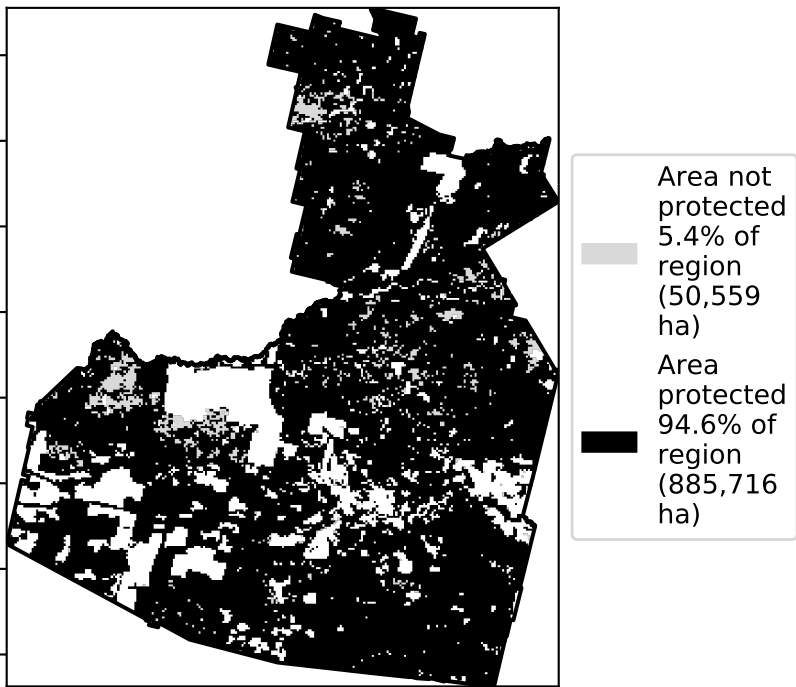 Area not
protected
5.4% of
region
(50,559
ha)
Area
protected
94.6% of
region
(885,716
ha)